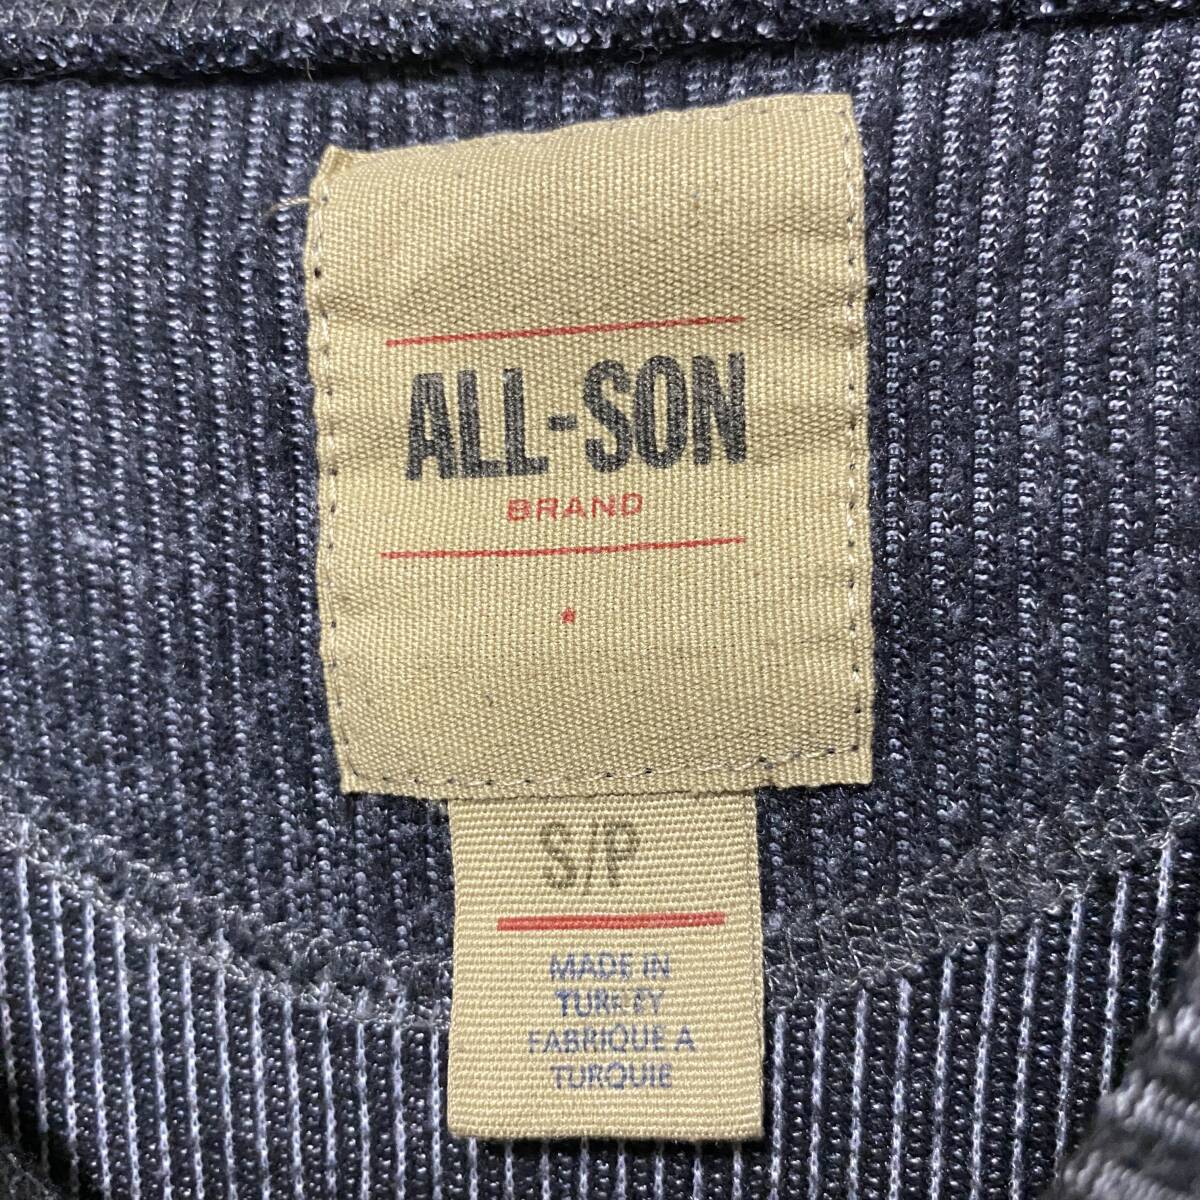 ALL-SON
BRAND
S/P
MADE IN
TURKEY
FABRIQUE A
TURQUIE